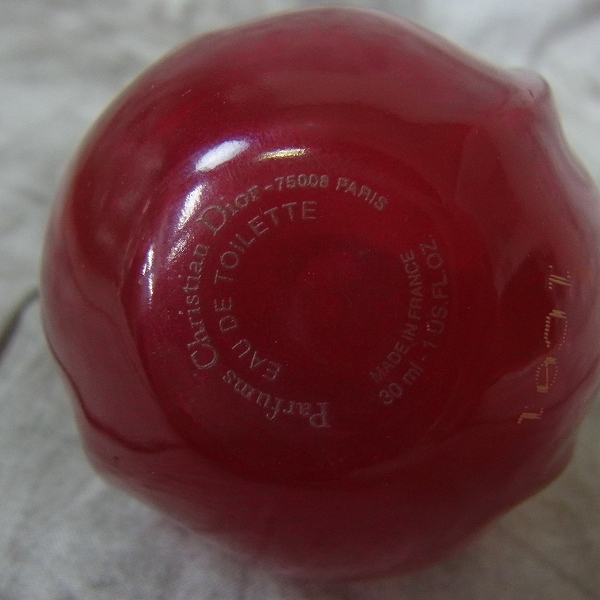 Parfums Christian Dior - 75008 PARIS
EAU DE TOILETTE
MADE IN FRANCE
30 ml - 1 US.FL.OZ.